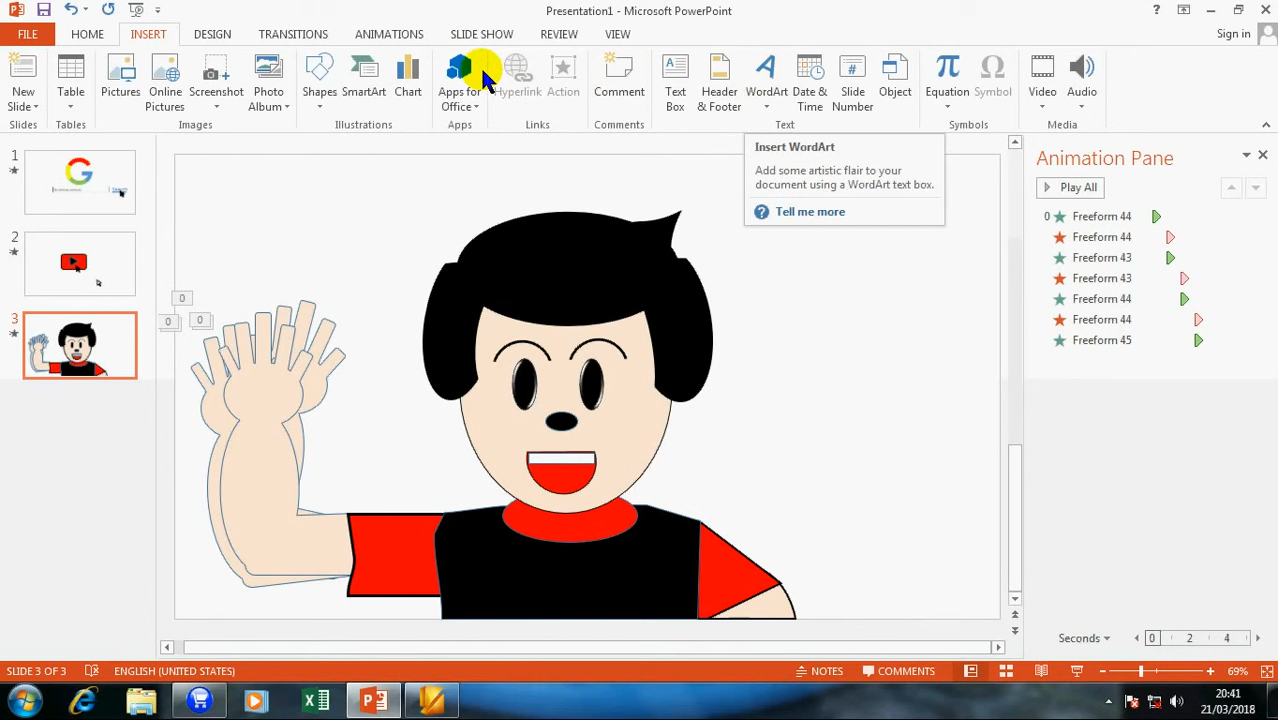 Presentation1 - Microsoft PowerPoint
FILE
HOME
INSERT
DESIGN
TRANSITIONS
ANIMATIONS
SLIDE SHOW
REVIEW
VIEW
Sign in
New Slide
Table
Pictures
Online Pictures
Screenshot
Photo Album
Shapes
SmartArt
Chart
Apps for Office
Hyperlink
Action
Comment
Text Box
Header & Footer
WordArt
Date & Time
Slide Number
Object
Equation
Symbol
Video
Audio
Slides
Tables
Images
Illustrations
Apps
Links
Comments
Text
Symbols
Media
Insert WordArt
Add some artistic flair to your
document using a WordArt text box.
Tell me more
1
2
3
0
0
0
Animation Pane
Play All
0 Freeform 44
Freeform 44
Freeform 43
Freeform 43
Freeform 44
Freeform 44
Freeform 45
Seconds 0 2 4
SLIDE 3 OF 3
ENGLISH (UNITED STATES)
NOTES
COMMENTS
69%
20:41
21/03/2018